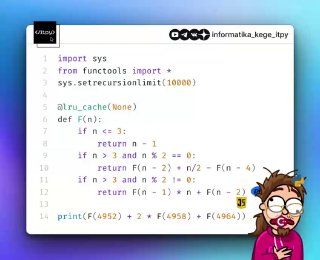 </itpy>
informatika_kege_itpy
1 import sys
2 from functools import *
3 sys.setrecursionlimit(10000)
4
5 @lru_cache(None)
6 def F(n):
7 if n <= 3:
8 return n - 1
9 if n > 3 and n % 2 == 0:
10 return F(n - 2) + n/2 - F(n - 4)
11 if n > 3 and n % 2 != 0:
12 return F(n - 1) * n + F(n - 2)
13
14 print(F(4952) + 2 * F(4958) + F(4964))
JS